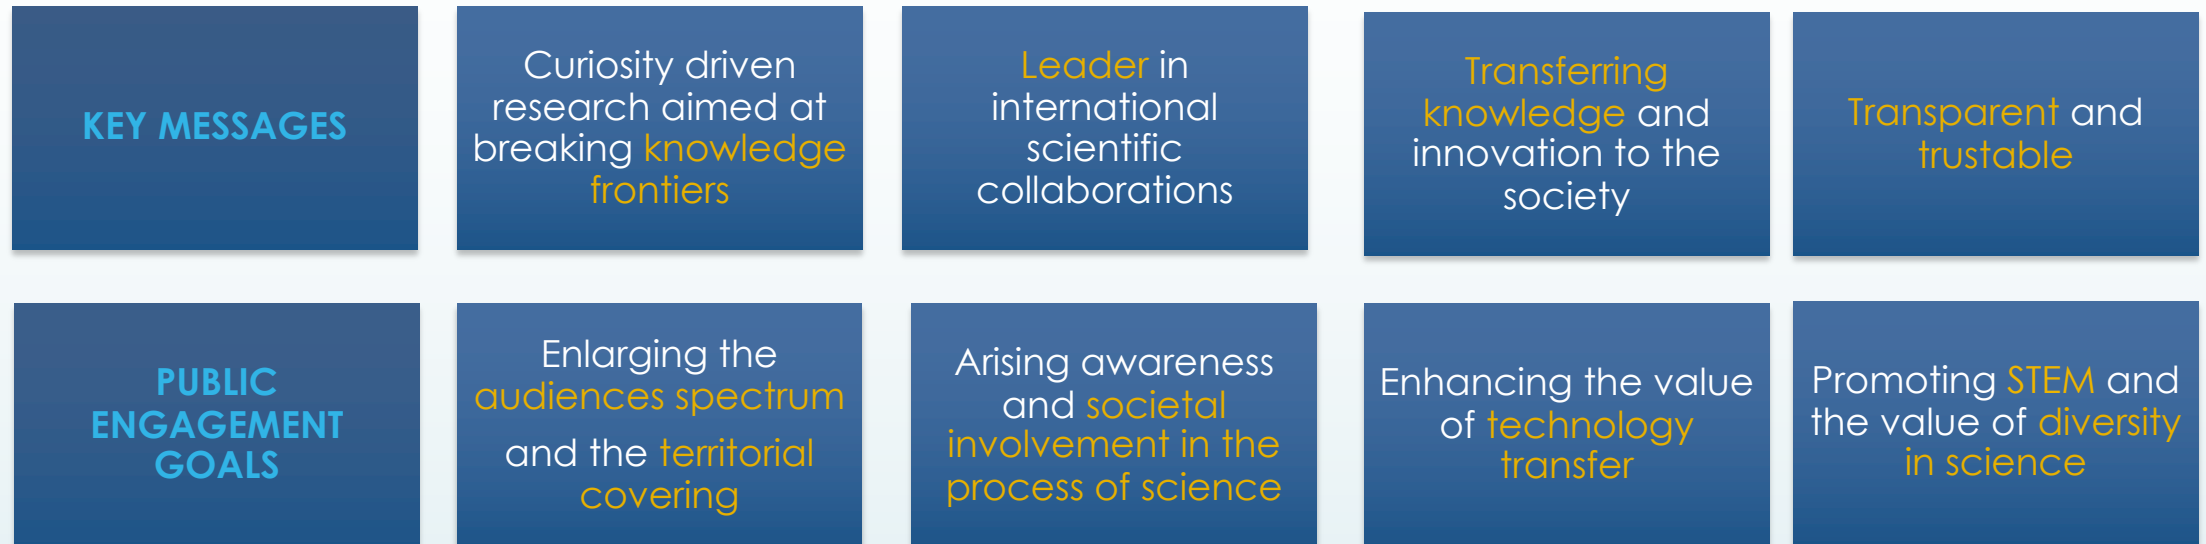 KEY MESSAGES
Curiosity driven
research aimed at
breaking knowledge
frontiers
Leader in
international
scientific
collaborations
Transferring
knowledge and
innovation to the
society
Transparent and
trustable
PUBLIC
ENGAGEMENT
GOALS
Enlarging the
audiences spectrum
and the territorial
covering
Arising awareness
and societal
involvement in the
process of science
Enhancing the value
of technology
transfer
Promoting STEM and
the value of diversity
in science